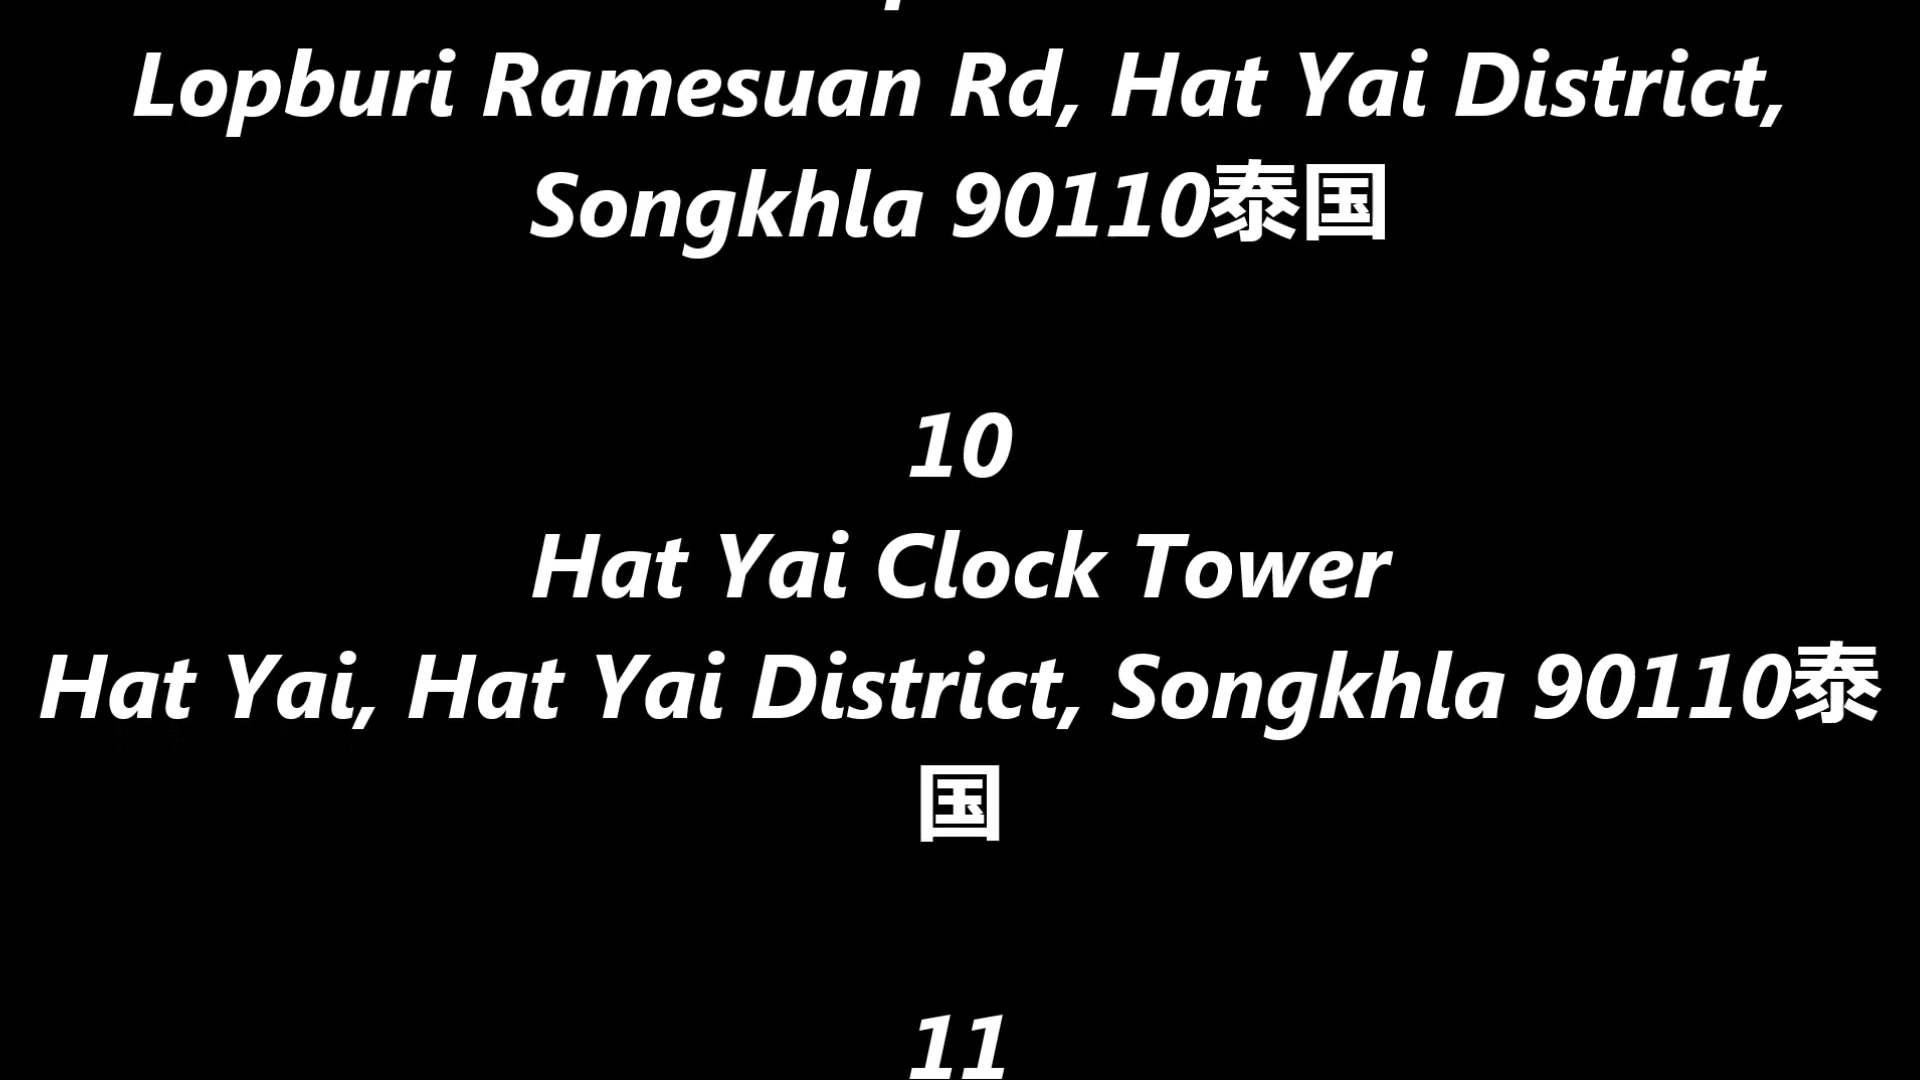 Lopburi Ramesuan Rd, Hat Yai District,
Songkhla 90110泰国
10
Hat Yai Clock Tower
Hat Yai, Hat Yai District, Songkhla 90110泰
国
11